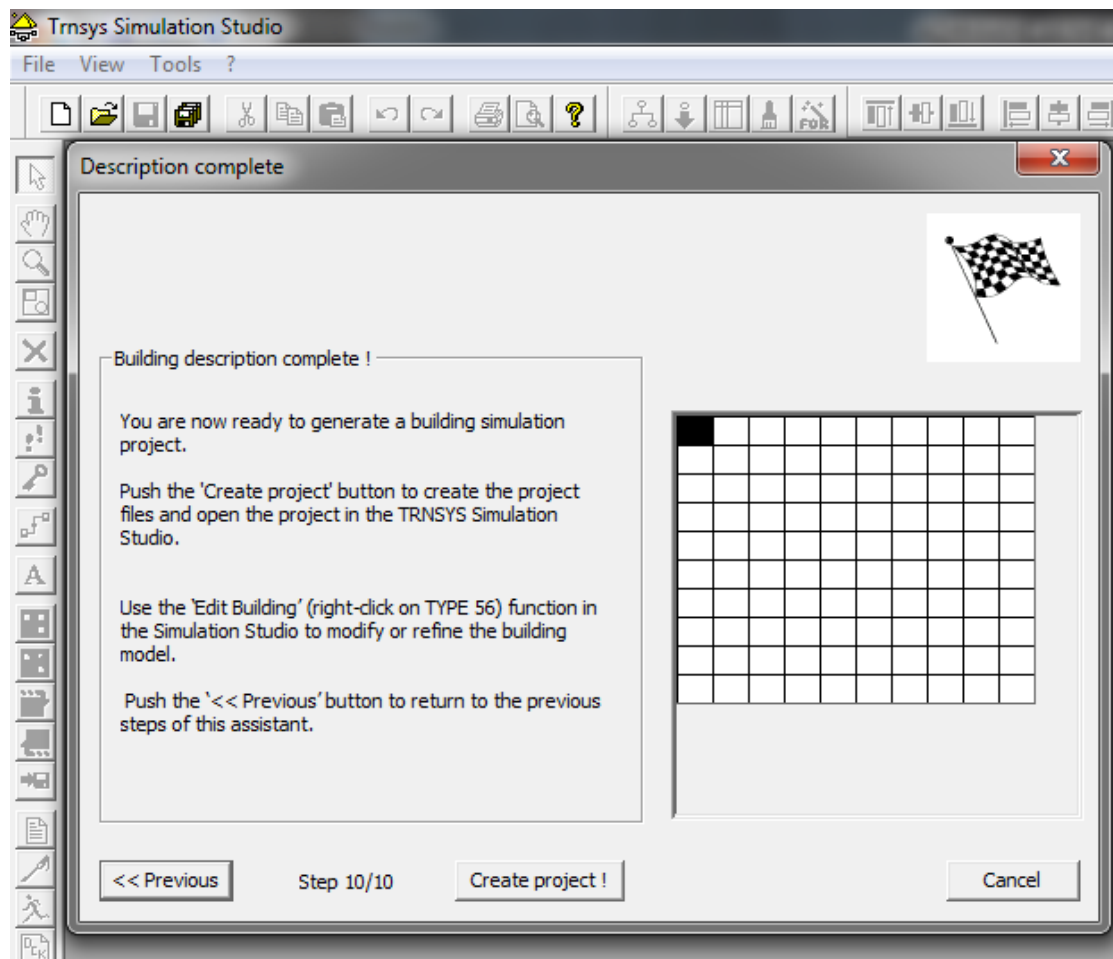 Trnsys Simulation Studio
File View Tools ?
FOR
Description complete
Building description complete !
You are now ready to generate a building simulation
project.
Push the 'Create project' button to create the project
files and open the project in the TRNSYS Simulation
Studio.
Use the 'Edit Building' (right-click on TYPE 56) function in
the Simulation Studio to modify or refine the building
model.
Push the '<< Previous' button to return to the previous
steps of this assistant.
A
<< Previous
Step 10/10
Create project !
Cancel
DCK